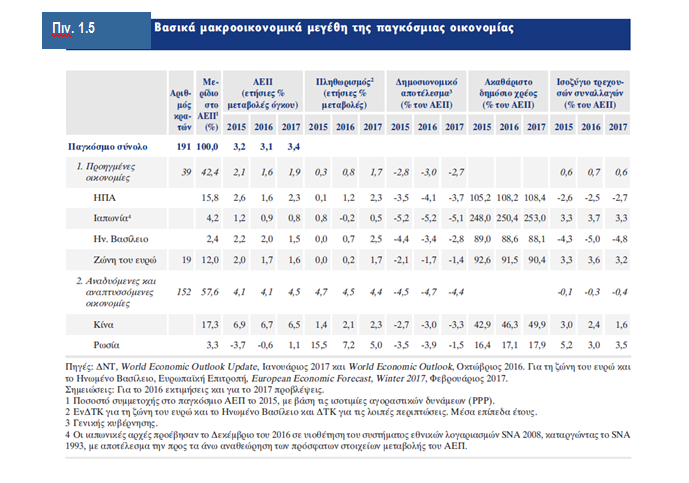 Πιν. 1.5
Βασικά μακροοικονομικά μεγέθη της παγκόσμιας οικονομίας
Αριθμός κρατών Μερίδιο στο ΑΕΠ¹ (%) ΑΕΠ (ετήσιες % μεταβολές όγκου) Πληθωρισμός² (ετήσιες % μεταβολές) Δημοσιονομικό αποτέλεσμα³ (% του ΑΕΠ) Ακαθάριστο δημόσιο χρέος (% του ΑΕΠ) Ισοζύγιο τρεχουσών συναλλαγών (% του ΑΕΠ)
2015 2016 2017 2015 2016 2017 2015 2016 2017 2015 2016 2017 2015 2016 2017
Παγκόσμιο σύνολο 191 100,0 3,2 3,1 3,4
1. Προηγμένες οικονομίες 39 42,4 2,1 1,6 1,9 0,3 0,8 1,7 -2,8 -3,0 -2,7 0,6 0,7 0,6
ΗΠΑ 15,8 2,6 1,6 2,3 0,1 1,2 2,3 -3,5 -4,1 -3,7 105,2 108,2 108,4 -2,6 -2,5 -2,7
Ιαπωνία⁴ 4,2 1,2 0,9 0,8 0,8 -0,2 0,5 -5,2 -5,2 -5,1 248,0 250,4 253,0 3,3 3,7 3,3
Ην. Βασίλειο 2,4 2,2 2,0 1,5 0,0 0,7 2,5 -4,4 -3,4 -2,8 89,0 88,6 88,1 -4,3 -5,0 -4,8
Ζώνη του ευρώ 19 12,0 2,0 1,7 1,6 0,0 0,2 1,7 -2,1 -1,7 -1,4 92,6 91,5 90,4 3,3 3,6 3,2
2. Αναδυόμενες και αναπτυσσόμενες οικονομίες 152 57,6 4,1 4,1 4,5 4,7 4,5 4,4 -4,5 -4,7 -4,4 -0,1 -0,3 -0,4
Κίνα 17,3 6,9 6,7 6,5 1,4 2,1 2,3 -2,7 -3,0 -3,3 42,9 46,3 49,9 3,0 2,4 1,6
Ρωσία 3,3 -3,7 -0,6 1,1 15,5 7,2 5,0 -3,5 -3,9 -1,5 16,4 17,1 17,9 5,2 3,0 3,5
Πηγές: ΔΝΤ, World Economic Outlook Update, Ιανουάριος 2017 και World Economic Outlook, Οκτώβριος 2016. Για τη ζώνη του ευρώ και
το Ηνωμένο Βασίλειο, Ευρωπαϊκή Επιτροπή, European Economic Forecast, Winter 2017, Φεβρουάριος 2017.
Σημειώσεις: Για το 2016 εκτιμήσεις και για το 2017 προβλέψεις.
1 Ποσοστό συμμετοχής στο παγκόσμιο ΑΕΠ το 2015, με βάση τις ισοτιμίες αγοραστικών δυνάμεων (PPP).
2 ΕνΔΤΚ για τη ζώνη του ευρώ και το Ηνωμένο Βασίλειο και ΔΤΚ για τις λοιπές περιπτώσεις. Μέσα επίπεδα έτους.
3 Γενικής κυβέρνησης.
4 Οι ιαπωνικές αρχές προέβησαν το Δεκέμβριο του 2016 σε υιοθέτηση του συστήματος εθνικών λογαριασμών SNA 2008, καταργώντας το SNA
1993, με αποτέλεσμα την προς τα άνω αναθεώρηση των πρόσφατων στοιχείων μεταβολής του ΑΕΠ.